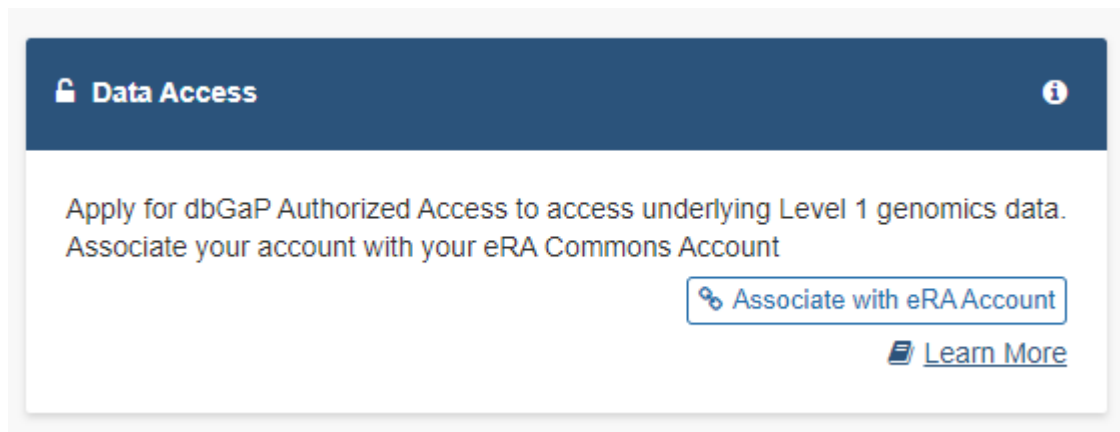 Data Access
Apply for dbGaP Authorized Access to access underlying Level 1 genomics data.
Associate your account with your eRA Commons Account
Associate with eRA Account
Learn More